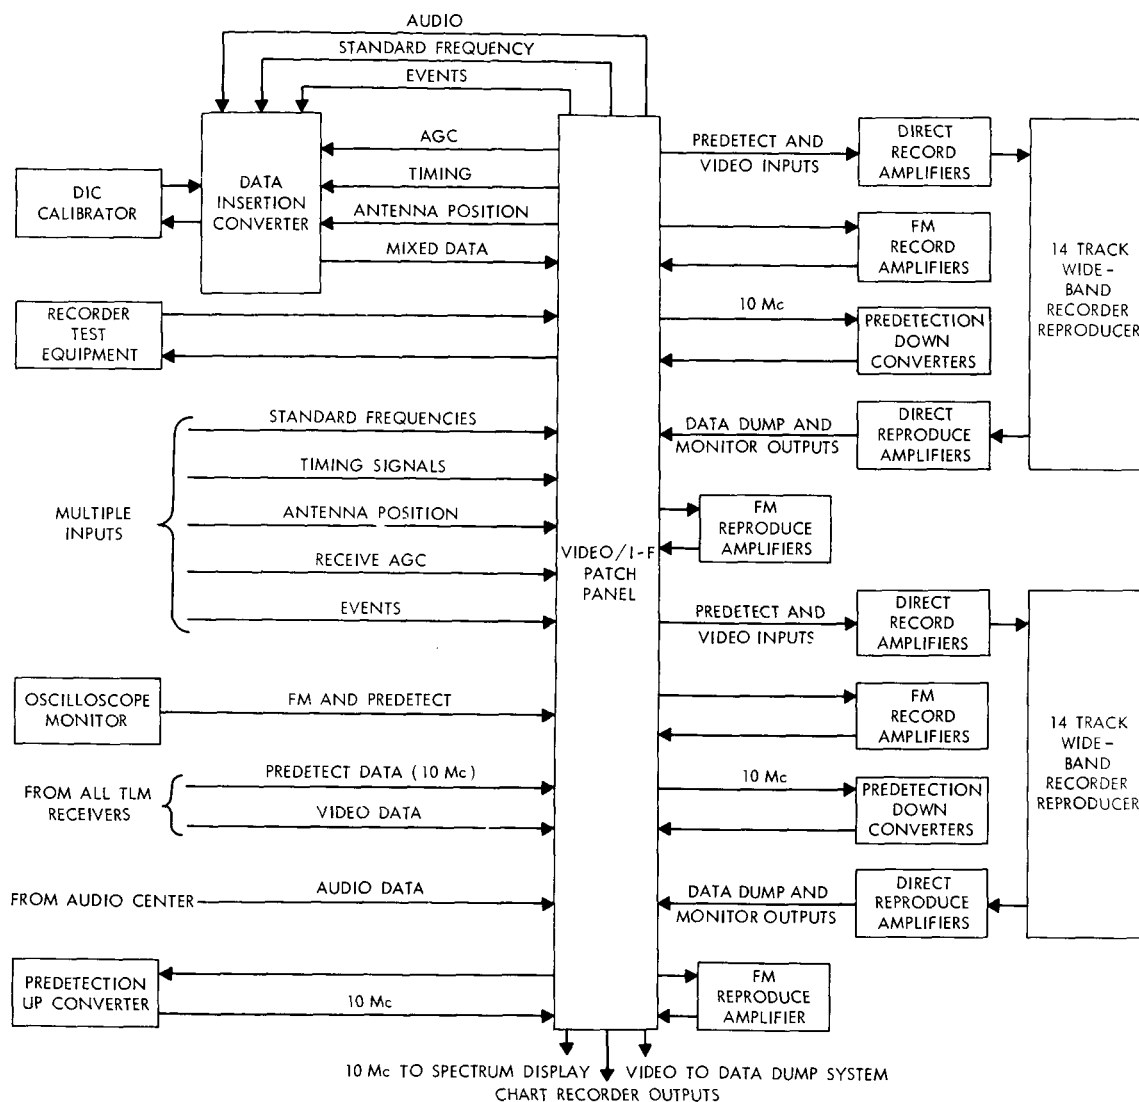 AUDIO
STANDARD FREQUENCY
EVENTS
AGC
TIMING
ANTENNA POSITION
MIXED DATA
DATA
INSERTION
CONVERTER
DIC
CALIBRATOR
RECORDER
TEST
EQUIPMENT
MULTIPLE
INPUTS
STANDARD FREQUENCIES
TIMING SIGNALS
ANTENNA POSITION
RECEIVE AGC
EVENTS
OSCILLOSCOPE
MONITOR
FM AND PREDETECT
FROM ALL TLM
RECEIVERS
PREDETECT DATA (10 Mc)
VIDEO DATA
FROM AUDIO CENTER
AUDIO DATA
PREDETECTION
UP CONVERTER
10 Mc
VIDEO/I-F
PATCH
PANEL
PREDETECT AND
VIDEO INPUTS
DIRECT
RECORD
AMPLIFIERS
FM
RECORD
AMPLIFIERS
10 Mc
PREDETECTION
DOWN
CONVERTERS
DATA DUMP AND
MONITOR OUTPUTS
DIRECT
REPRODUCE
AMPLIFIERS
14 TRACK
WIDE-
BAND
RECORDER
REPRODUCER
FM
REPRODUCE
AMPLIFIERS
PREDETECT AND
VIDEO INPUTS
DIRECT
RECORD
AMPLIFIERS
FM
RECORD
AMPLIFIERS
10 Mc
PREDETECTION
DOWN
CONVERTERS
DATA DUMP AND
MONITOR OUTPUTS
DIRECT
REPRODUCE
AMPLIFIERS
14 TRACK
WIDE-
BAND
RECORDER
REPRODUCER
FM
REPRODUCE
AMPLIFIER
10 Mc TO SPECTRUM DISPLAY
VIDEO TO DATA DUMP SYSTEM
CHART RECORDER OUTPUTS